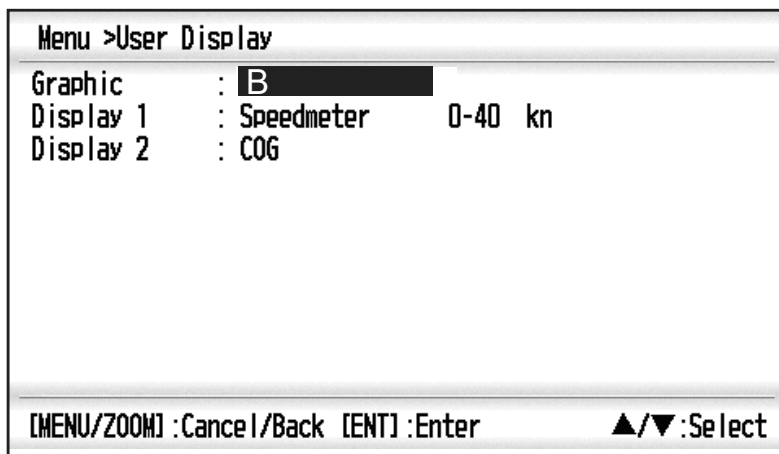 Menu >User Display
Graphic : B
Display 1 : Speedmeter 0-40 kn
Display 2 : COG
[MENU/ZOOM]:Cancel/Back [ENT]:Enter ▲/▼:Select